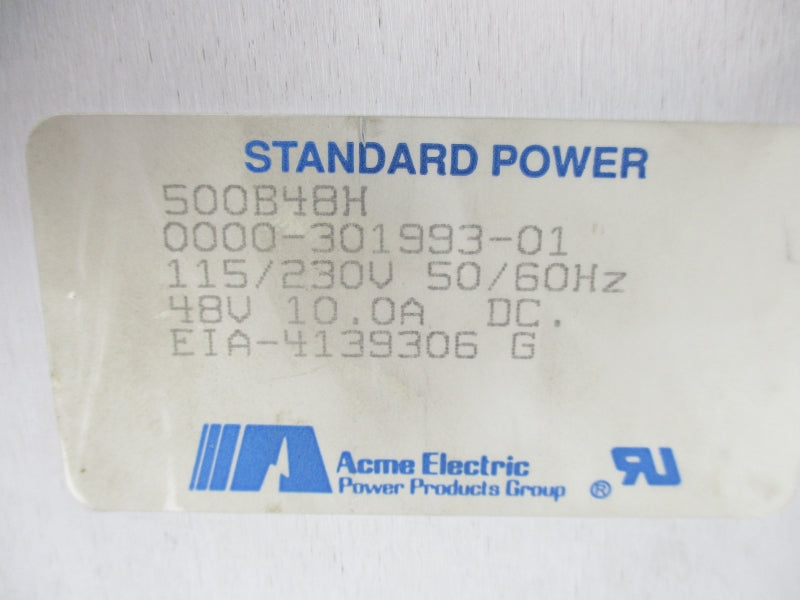 STANDARD POWER
500B48H
0000-301993-01
115/230V 50/60Hz
48V 10.0A DC.
EIA-4139306 G
Acme Electric
Power Products Group ®
RU